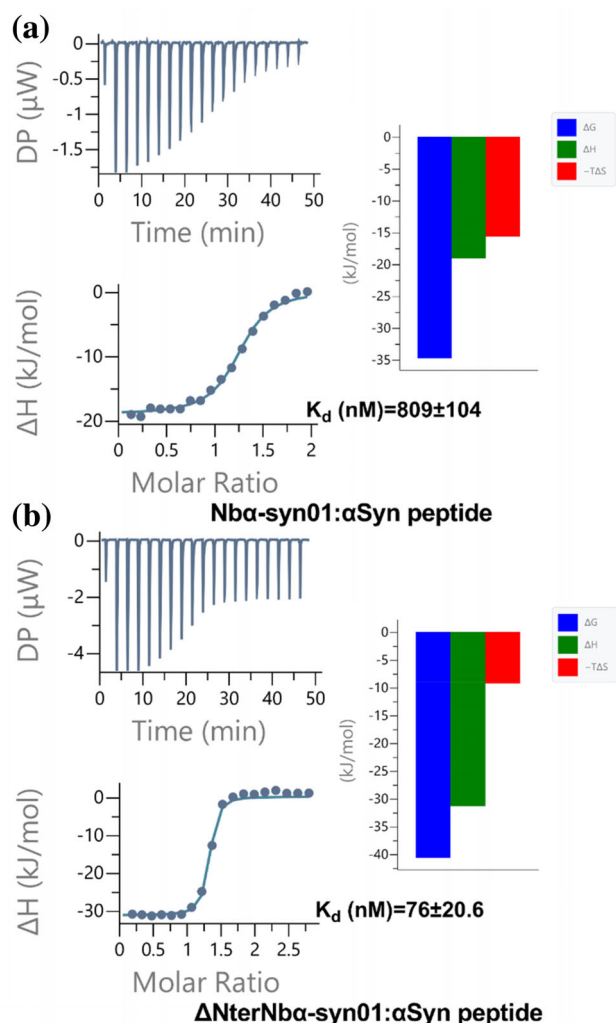 (a)
DP (µW)
0
-0.5
-1
-1.5
0 10 20 30 40 50
Time (min)
ΔH (kJ/mol)
0
-10
-20
0 0.5 1 1.5 2
Molar Ratio
(kJ/mol)
0
-5
-10
-15
-20
-25
-30
-35
ΔG
ΔH
-TΔS
Kd (nM)=809±104
Nbα-syn01:αSyn peptide
(b)
DP (µW)
0
-2
-4
0 10 20 30 40 50
Time (min)
ΔH (kJ/mol)
0
-10
-20
-30
0 0.5 1 1.5 2 2.5
Molar Ratio
(kJ/mol)
0
-5
-10
-15
-20
-25
-30
-35
-40
ΔG
ΔH
-TΔS
Kd (nM)=76±20.6
ΔNterNbα-syn01:αSyn peptide